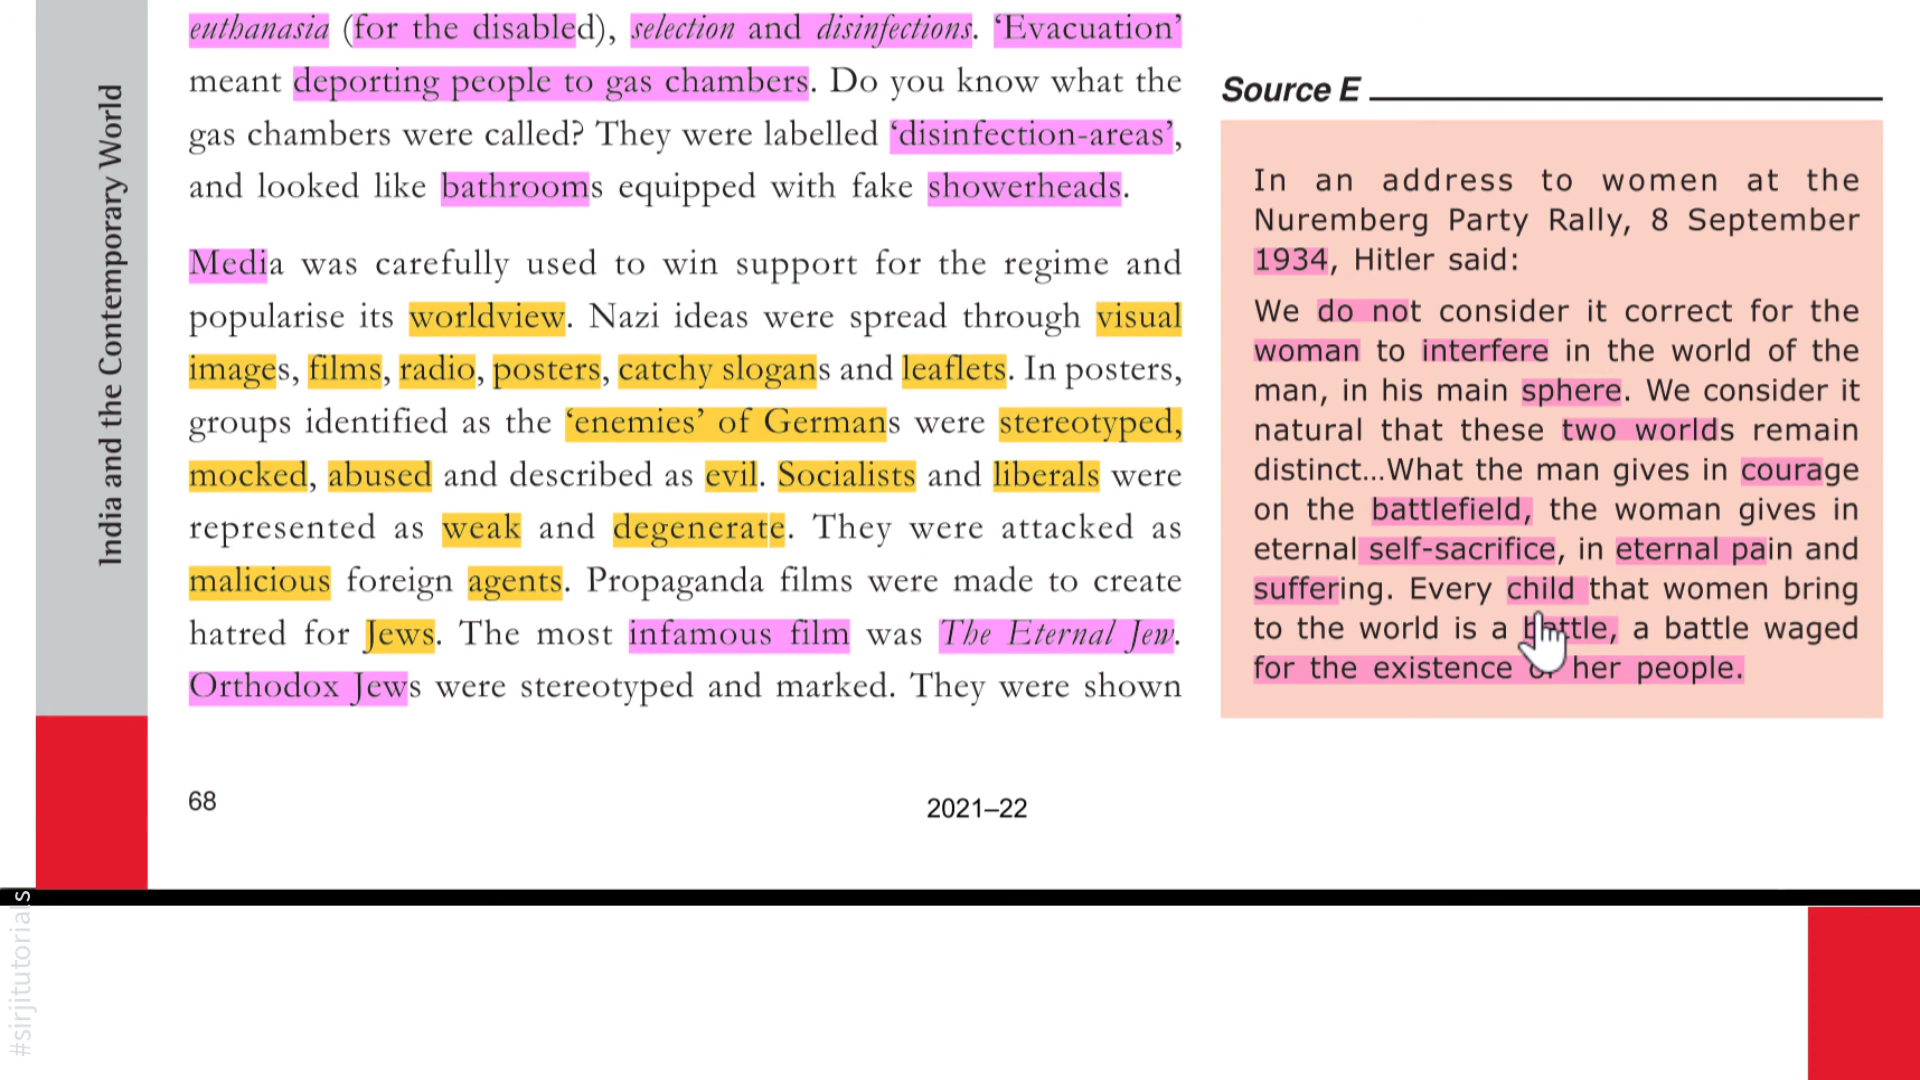 euthanasia (for the disabled), selection and disinfections. ‘Evacuation’
meant deporting people to gas chambers. Do you know what the
gas chambers were called? They were labelled ‘disinfection-areas’,
and looked like bathrooms equipped with fake showerheads.
Media was carefully used to win support for the regime and
popularise its worldview. Nazi ideas were spread through visual
images, films, radio, posters, catchy slogans and leaflets. In posters,
groups identified as the ‘enemies’ of Germans were stereotyped,
mocked, abused and described as evil. Socialists and liberals were
represented as weak and degenerate. They were attacked as
malicious foreign agents. Propaganda films were made to create
hatred for Jews. The most infamous film was The Eternal Jew.
Orthodox Jews were stereotyped and marked. They were shown
Source E
In an address to women at the
Nuremberg Party Rally, 8 September
1934, Hitler said:
We do not consider it correct for the
woman to interfere in the world of the
man, in his main sphere. We consider it
natural that these two worlds remain
distinct...What the man gives in courage
on the battlefield, the woman gives in
eternal self-sacrifice, in eternal pain and
suffering. Every child that women bring
to the world is a battle, a battle waged
for the existence of her people.
India and the Contemporary World
68
2021–22
#sirjitutorials